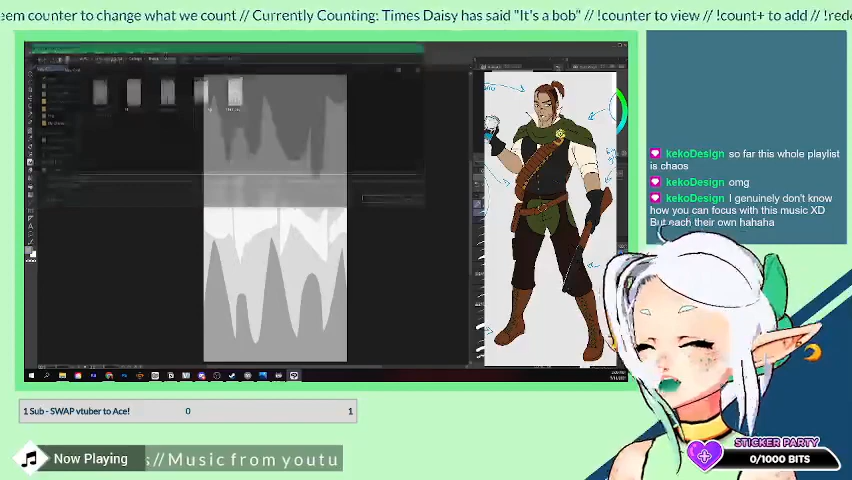 eem counter to change what we count // Currently Counting: Times Daisy has said "It's a bob" // !counter to view // !count+ to add // !rede
kekoDesign so far this whole playlist
is chaos
kekoDesign omg
kekoDesign I genuinely don't know
how you can focus with this music XD
But each their own hahaha
1 Sub - SWAP vtuber to Ace! 0 1
Now Playing s//Music from youtu
STICKER PARTY
0/1000 BITS